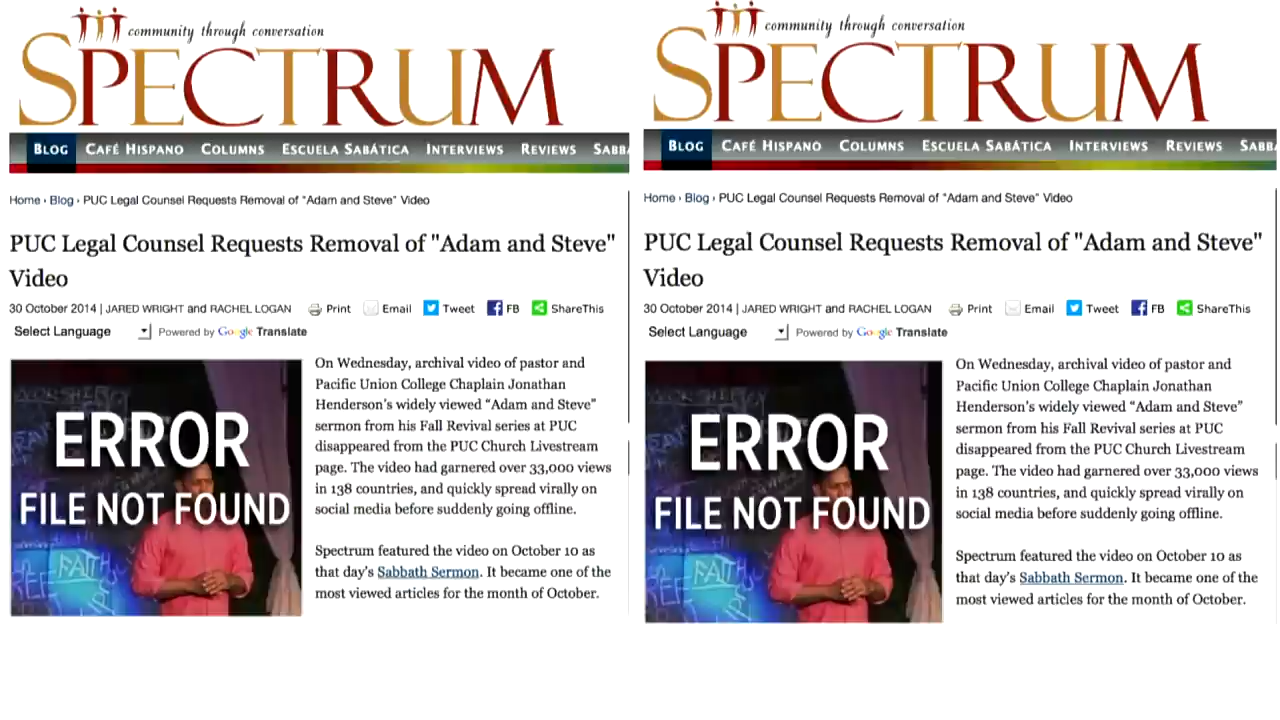 community through conversation
SPECTRUM
BLOG CAFÉ HISPANO COLUMNS ESCUELA SABÁTICA INTERVIEWS REVIEWS SABBA
Home › Blog › PUC Legal Counsel Requests Removal of "Adam and Steve" Video
PUC Legal Counsel Requests Removal of "Adam and Steve"
Video
30 October 2014 | JARED WRIGHT and RACHEL LOGAN Print Email Tweet FB ShareThis
Select Language Powered by Google Translate
ERROR
FILE NOT FOUND
FAITH
On Wednesday, archival video of pastor and
Pacific Union College Chaplain Jonathan
Henderson's widely viewed “Adam and Steve”
sermon from his Fall Revival series at PUC
disappeared from the PUC Church Livestream
page. The video had garnered over 33,000 views
in 138 countries, and quickly spread virally on
social media before suddenly going offline.
Spectrum featured the video on October 10 as
that day's Sabbath Sermon. It became one of the
most viewed articles for the month of October.
community through conversation
SPECTRUM
BLOG CAFÉ HISPANO COLUMNS ESCUELA SABÁTICA INTERVIEWS REVIEWS SABBA
Home › Blog › PUC Legal Counsel Requests Removal of "Adam and Steve" Video
PUC Legal Counsel Requests Removal of "Adam and Steve"
Video
30 October 2014 | JARED WRIGHT and RACHEL LOGAN Print Email Tweet FB ShareThis
Select Language Powered by Google Translate
ERROR
FILE NOT FOUND
FAITH
On Wednesday, archival video of pastor and
Pacific Union College Chaplain Jonathan
Henderson's widely viewed “Adam and Steve”
sermon from his Fall Revival series at PUC
disappeared from the PUC Church Livestream
page. The video had garnered over 33,000 views
in 138 countries, and quickly spread virally on
social media before suddenly going offline.
Spectrum featured the video on October 10 as
that day's Sabbath Sermon. It became one of the
most viewed articles for the month of October.